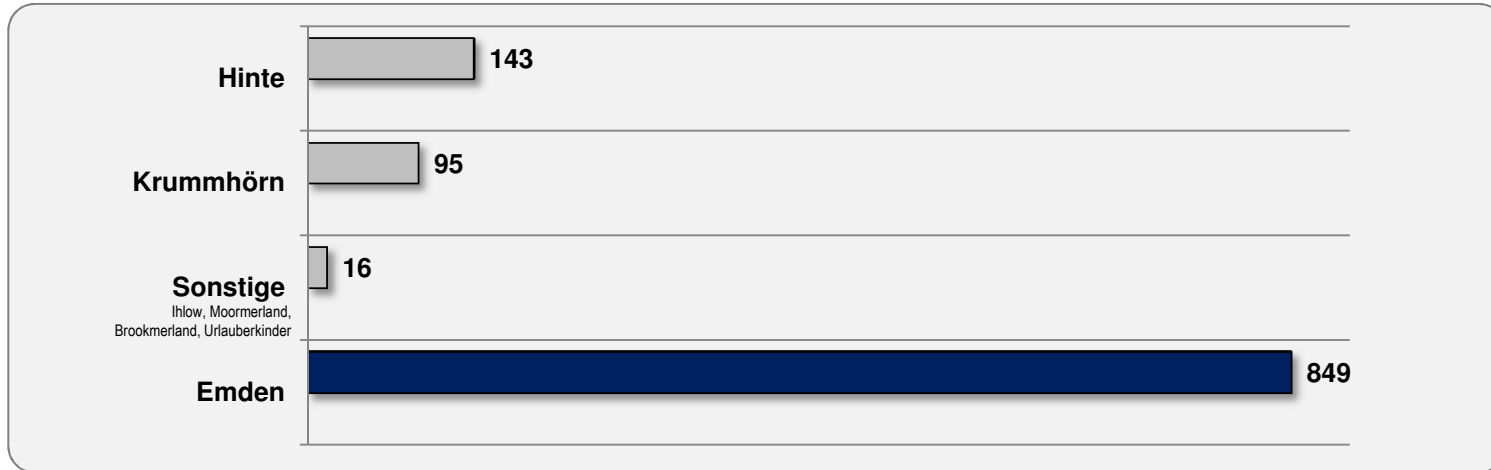 Hinte
143
Krummhörn
95
Sonstige
16
Ihlow, Moormerland,
Brookmerland, Urlauberkinder
Emden
849